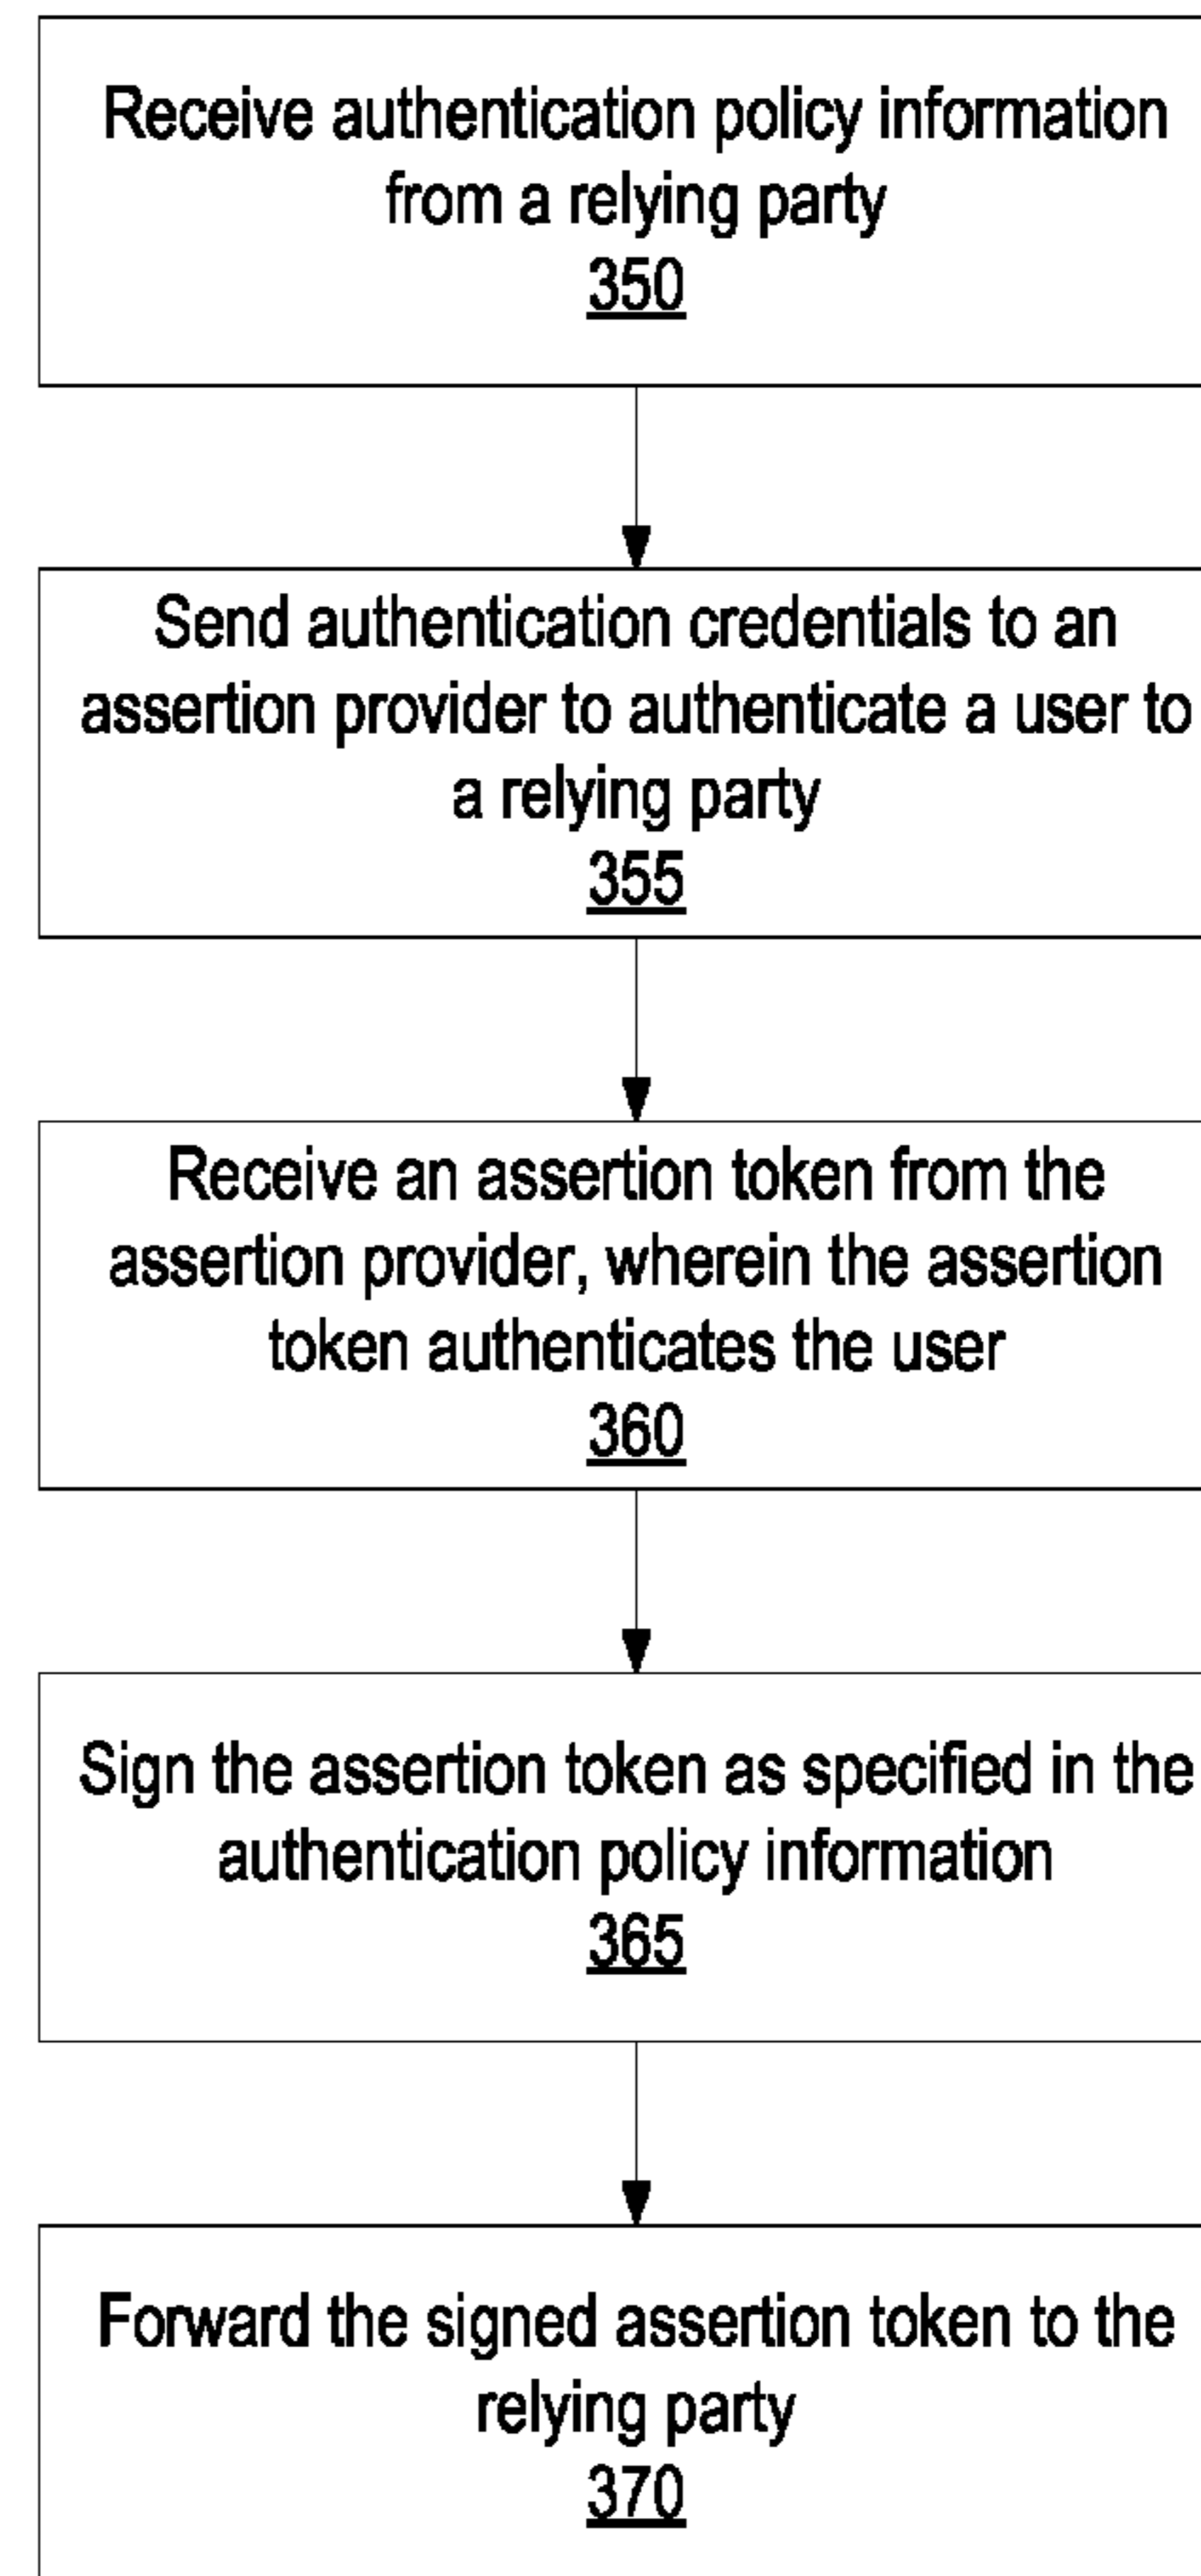 Receive authentication policy information
from a relying party
350
Send authentication credentials to an
assertion provider to authenticate a user to
a relying party
355
Receive an assertion token from the
assertion provider, wherein the assertion
token authenticates the user
360
Sign the assertion token as specified in the
authentication policy information
365
Forward the signed assertion token to the
relying party
370